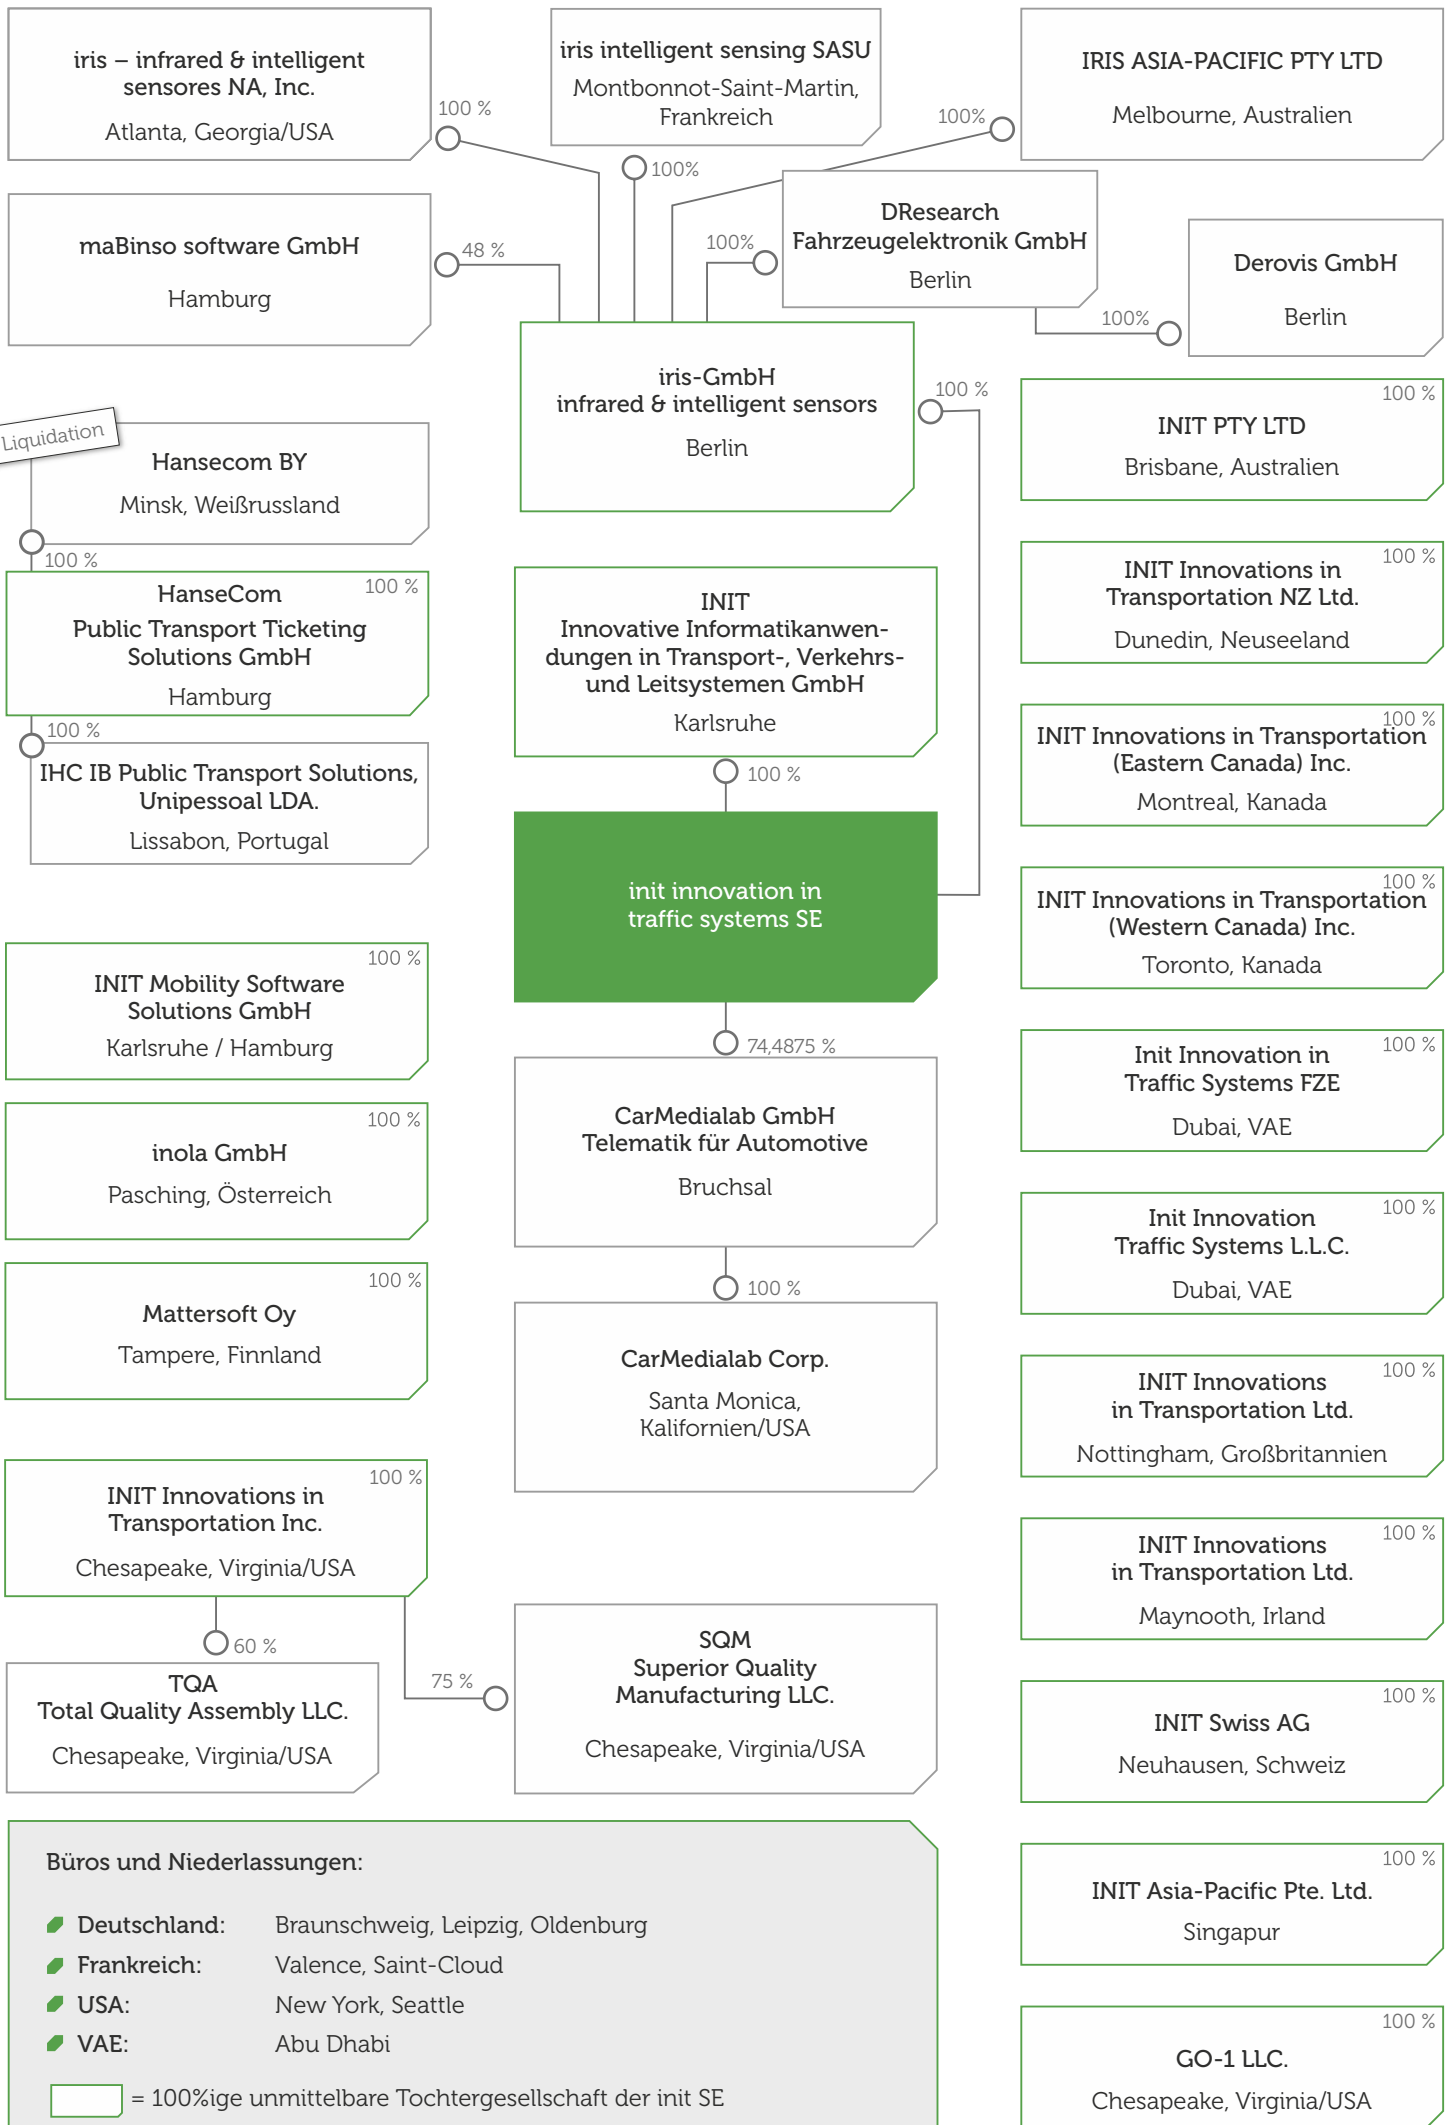 iris – infrared & intelligent
sensores NA, Inc.
Atlanta, Georgia/USA
100 %
iris intelligent sensing SASU
Montbonnot-Saint-Martin,
Frankreich
100%
IRIS ASIA-PACIFIC PTY LTD
Melbourne, Australien
100%
maBinso software GmbH
Hamburg
48 %
DResearch
Fahrzeugelektronik GmbH
Berlin
100%
Derovis GmbH
Berlin
100%
iris-GmbH
infrared & intelligent sensors
Berlin
100 %
Liquidation
Hansecom BY
Minsk, Weißrussland
100 %
HanseCom
Public Transport Ticketing
Solutions GmbH
Hamburg
100 %
100 %
IHC IB Public Transport Solutions,
Unipessoal LDA.
Lissabon, Portugal
INIT
Innovative Informatikanwen-
dungen in Transport-, Verkehrs-
und Leitsystemen GmbH
Karlsruhe
100 %
init innovation in
traffic systems SE
74,4875 %
CarMedialab GmbH
Telematik für Automotive
Bruchsal
100 %
CarMedialab Corp.
Santa Monica,
Kalifornien/USA
100 %
INIT Mobility Software
Solutions GmbH
Karlsruhe / Hamburg
100 %
inola GmbH
Pasching, Österreich
100 %
Mattersoft Oy
Tampere, Finnland
100 %
INIT Innovations in
Transportation Inc.
Chesapeake, Virginia/USA
60 %
TQA
Total Quality Assembly LLC.
Chesapeake, Virginia/USA
75 %
SQM
Superior Quality
Manufacturing LLC.
Chesapeake, Virginia/USA
100 %
INIT PTY LTD
Brisbane, Australien
100 %
INIT Innovations in
Transportation NZ Ltd.
Dunedin, Neuseeland
100 %
INIT Innovations in Transportation
(Eastern Canada) Inc.
Montreal, Kanada
100 %
INIT Innovations in Transportation
(Western Canada) Inc.
Toronto, Kanada
100 %
Init Innovation in
Traffic Systems FZE
Dubai, VAE
100 %
Init Innovation
Traffic Systems L.L.C.
Dubai, VAE
100 %
INIT Innovations
in Transportation Ltd.
Nottingham, Großbritannien
100 %
INIT Innovations
in Transportation Ltd.
Maynooth, Irland
100 %
INIT Swiss AG
Neuhausen, Schweiz
100 %
INIT Asia-Pacific Pte. Ltd.
Singapur
100 %
GO-1 LLC.
Chesapeake, Virginia/USA
Büros und Niederlassungen:
Deutschland: Braunschweig, Leipzig, Oldenburg
Frankreich: Valence, Saint-Cloud
USA: New York, Seattle
VAE: Abu Dhabi
= 100%ige unmittelbare Tochtergesellschaft der init SE